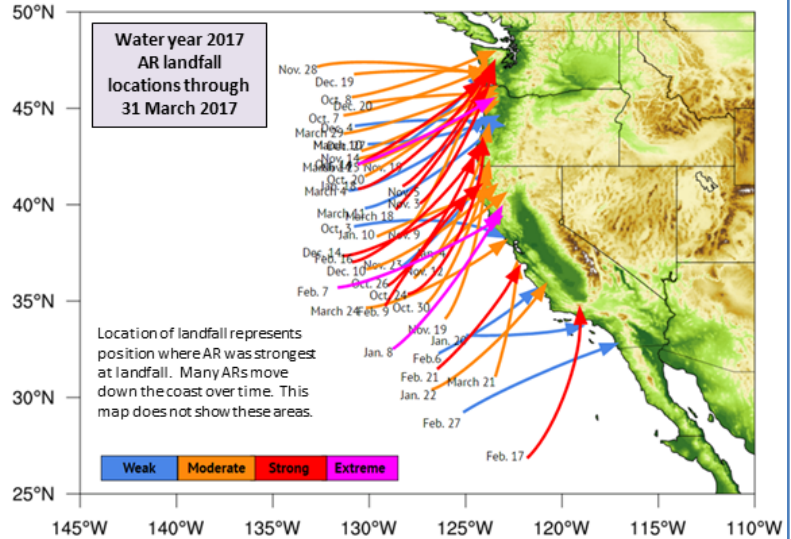 50°N
45°N
40°N
35°N
30°N
25°N
Water year 2017
AR landfall
locations through
31 March 2017
Nov. 28
Dec. 19
Oct. 8
Dec. 20
Oct. 7
Dec. 4
March 29
Nov. 14
Nov. 15
Oct. 20
Jan. 18
March 4
Nov. 5
Nov. 3
March 11
March 18
Oct. 3
Jan. 10
Nov. 9
Dec. 14
Feb. 16
Nov. 23
Dec. 10
Nov. 12
Oct. 26
Feb. 7
Oct. 24
March 24
Feb. 9
Oct. 30
Nov. 19
Jan. 20
Jan. 8
Feb.6
Feb. 21
March 21
Jan. 22
Feb. 27
Feb. 17
Location of landfall represents
position where AR was strongest
at landfall. Many ARs move
down the coast over time. This
map does not show these areas.
Weak
Moderate
Strong
Extreme
145°W
140°W
135°W
130°W
125°W
120°W
115°W
110°W